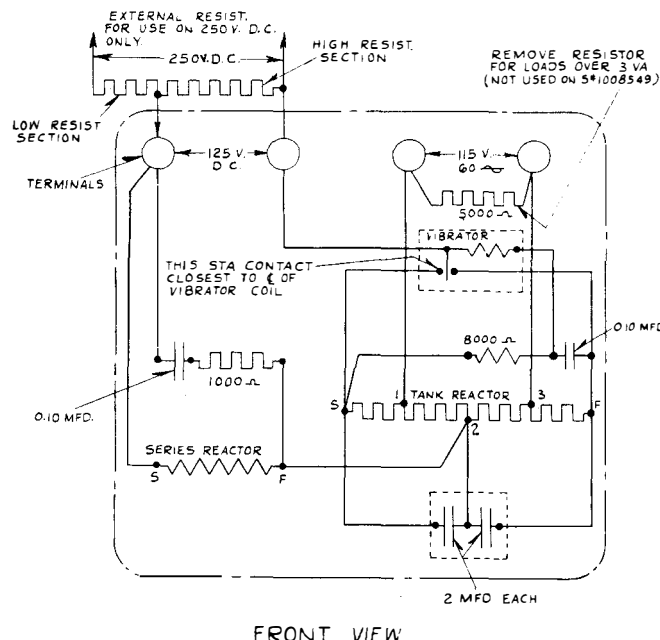 EXTERNAL RESIST.
FOR USE ON 250 V. D.C.
ONLY.
250V. D.C.
HIGH RESIST
SECTION
REMOVE RESISTOR
FOR LOADS OVER 3 VA
(NOT USED ON S#1008549)
LOW RESIST
SECTION
125 V.
D.C.
115 V.
60
TERMINALS
5000 Ω
VIBRATOR
THIS STA CONTACT
CLOSEST TO ℄ OF
VIBRATOR COIL
8000 Ω
0.10 MFD
1000 Ω
0.10 MFD.
S
1
TANK REACTOR
3
F
2
SERIES REACTOR
S
F
2 MFD EACH
FRONT VIEW